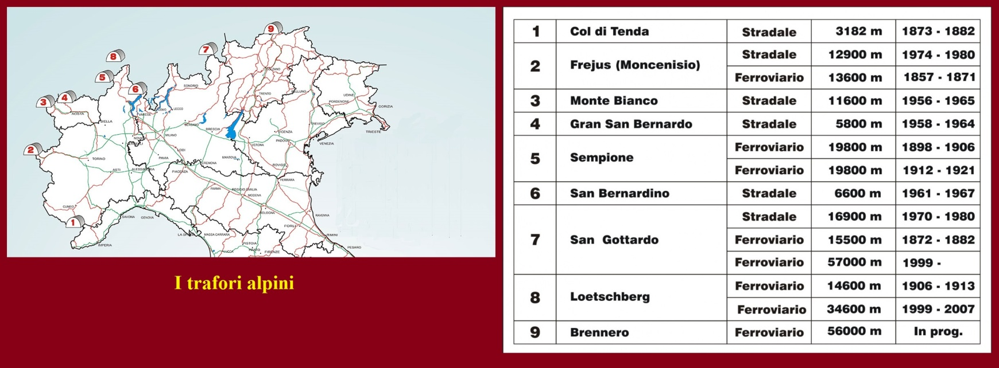 9
7
8
5
6
3
4
2
1
BOLZANO
SONDRIO
TRENTO
BELLUNO
UDINE
PORDENONE
GORIZIA
AOSTA
BIELLA
VARESE
COMO
LECCO
BERGAMO
BRESCIA
TREVISO
TRIESTE
VICENZA
PADOVA
VENEZIA
VERONA
NOVARA
VERCELLI
MILANO
LODI
PAVIA
TORINO
ASTI
ALESSANDRIA
CREMONA
MANTOVA
ROVIGO
PIACENZA
PARMA
REGGIO EMILIA
MODENA
FERRARA
BOLOGNA
RAVENNA
FORLI
RIMINI
PESARO
CUNEO
SAVONA
GENOVA
IMPERIA
LA SPEZIA
MASSA CARRARA
LUCCA
PISTOIA
PRATO
FIRENZE
I trafori alpini
1 Col di Tenda Stradale 3182 m 1873 - 1882
2 Frejus (Moncenisio) Stradale 12900 m 1974 - 1980
Ferroviario 13600 m 1857 - 1871
3 Monte Bianco Stradale 11600 m 1956 - 1965
4 Gran San Bernardo Stradale 5800 m 1958 - 1964
5 Sempione Ferroviario 19800 m 1898 - 1906
Ferroviario 19800 m 1912 - 1921
6 San Bernardino Stradale 6600 m 1961 - 1967
7 San Gottardo Stradale 16900 m 1970 - 1980
Ferroviario 15500 m 1872 - 1882
Ferroviario 57000 m 1999 -
8 Loetschberg Ferroviario 14600 m 1906 - 1913
Ferroviario 34600 m 1999 - 2007
9 Brennero Ferroviario 56000 m In prog.